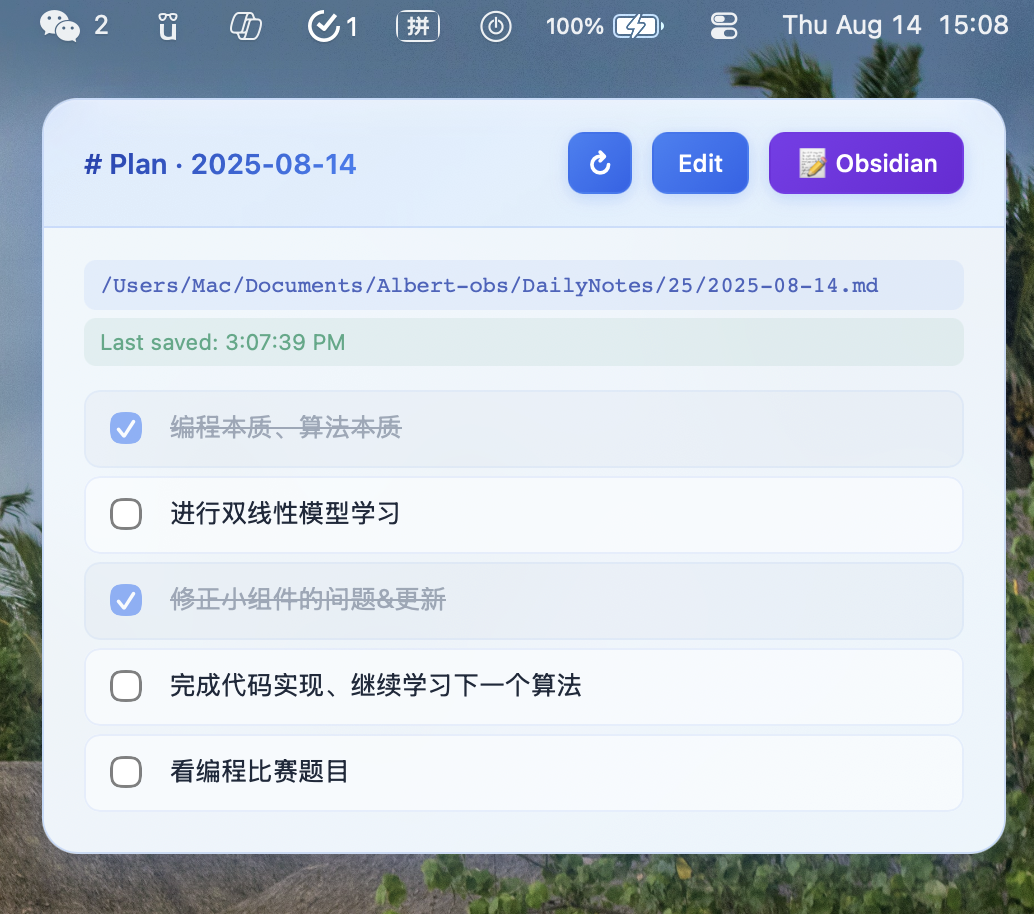 2 ü 1 拼 100% Thu Aug 14 15:08
# Plan · 2025-08-14 Edit Obsidian
/Users/Mac/Documents/Albert-obs/DailyNotes/25/2025-08-14.md
Last saved: 3:07:39 PM
编程本质、算法本质
进行双线性模型学习
修正小组件的问题&更新
完成代码实现、继续学习下一个算法
看编程比赛题目